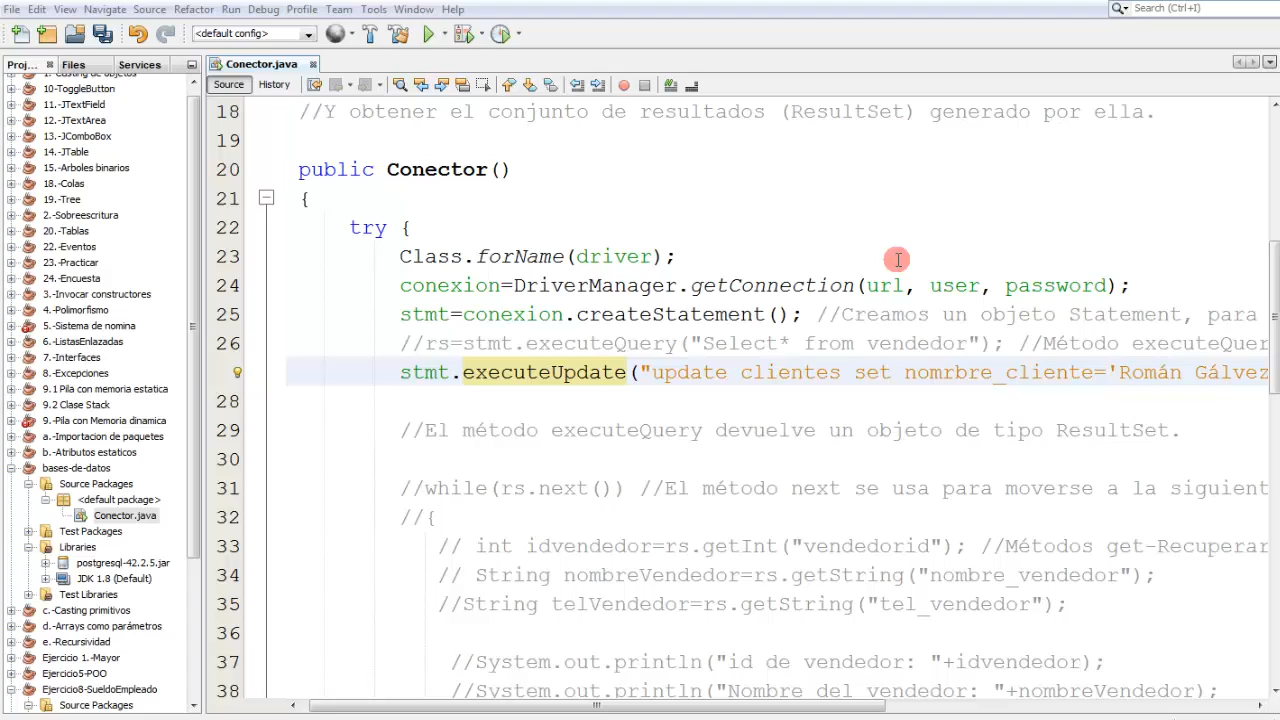 File Edit View Navigate Source Refactor Run Debug Profile Team Tools Window Help
Search (Ctrl+I)
<default config>
Proj... Files Services
Conector.java
Source History
1. Casting de objetos
10-ToggleButton
11.-JTextField
12.-JTextArea
13.-JComboBox
14.-JTable
15.-Arboles binarios
18.-Colas
19.-Tree
2.-Sobreescritura
20.-Tablas
22.-Eventos
23.-Practicar
24.-Encuesta
3.-Invocar constructores
4.-Polimorfismo
5.-Sistema de nomina
6.-ListasEnlazadas
7.-Interfaces
8.-Excepciones
9.1 Pila con memoria estatica
9.2 Clase Stack
9.-Pila con Memoria dinamica
a.-Importacion de paquetes
b.-Atributos estaticos
bases-de-datos
Source Packages
<default package>
Conector.java
Test Packages
Libraries
postgresql-42.2.5.jar
JDK 1.8 (Default)
Test Libraries
c.-Casting primitivos
d.-Arrays como parámetros
e.-Recursividad
Ejercicio 1.-Mayor
Ejercicio5-POO
Ejercicio8-SueldoEmpleado
Source Packages
18 //Y obtener el conjunto de resultados (ResultSet) generado por ella.
19
20 public Conector()
21 {
22 try {
23 Class.forName(driver);
24 conexion=DriverManager.getConnection(url, user, password);
25 stmt=conexion.createStatement(); //Creamos un objeto Statement, para
26 //rs=stmt.executeQuery("Select* from vendedor"); //Método executeQuer
stmt.executeUpdate("update clientes set nomrbre_cliente='Román Gálvez
28
29 //El método executeQuery devuelve un objeto de tipo ResultSet.
30
31 //while(rs.next()) //El método next se usa para moverse a la siguient
32 //{
33 // int idvendedor=rs.getInt("vendedorid"); //Métodos get-Recuperar
34 // String nombreVendedor=rs.getString("nombre_vendedor");
35 //String telVendedor=rs.getString("tel_vendedor");
36
37 //System.out.println("id de vendedor: "+idvendedor);
38 //System.out.println("Nombre del vendedor: "+nombreVendedor);